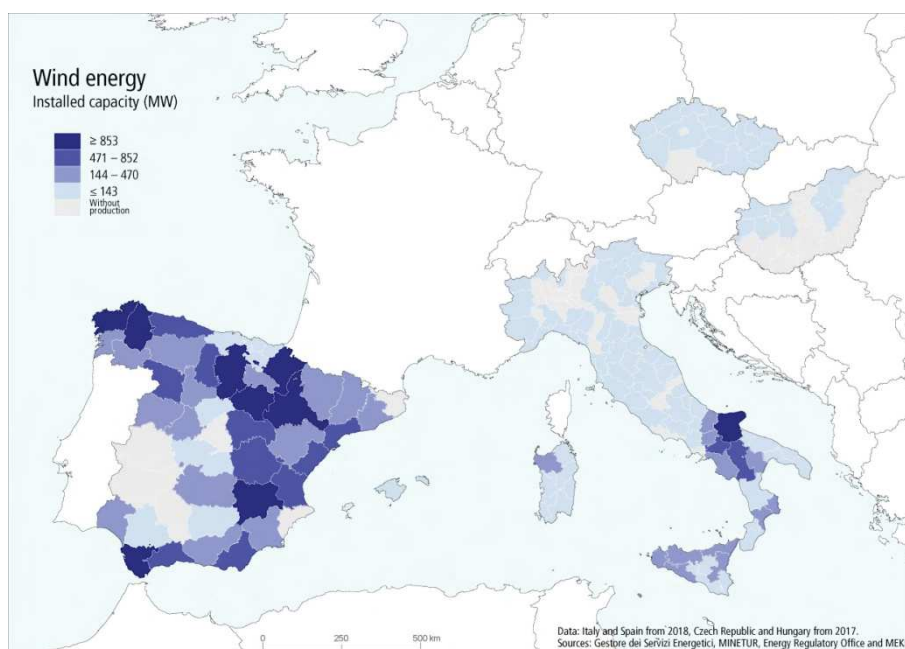 Wind energy
Installed capacity (MW)
≥ 853
471 – 852
144 – 470
≤ 143
Without
production
0 250 500 km
Data: Italy and Spain from 2018, Czech Republic and Hungary from 2017.
Sources: Gestore dei Servizi Energetici, MINETUR, Energy Regulatory Office and MEK